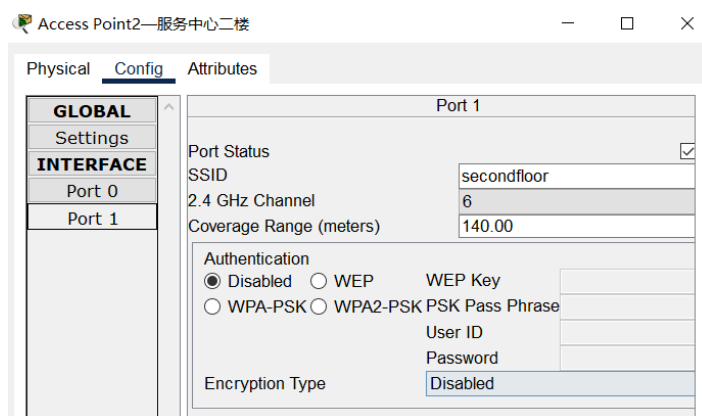 Access Point2—服务中心二楼
Physical Config Attributes
GLOBAL
Settings
INTERFACE
Port 0
Port 1
Port 1
Port Status
SSID secondfloor
2.4 GHz Channel 6
Coverage Range (meters) 140.00
Authentication
Disabled WEP WEP Key
WPA-PSK WPA2-PSK PSK Pass Phrase
User ID
Password
Encryption Type Disabled